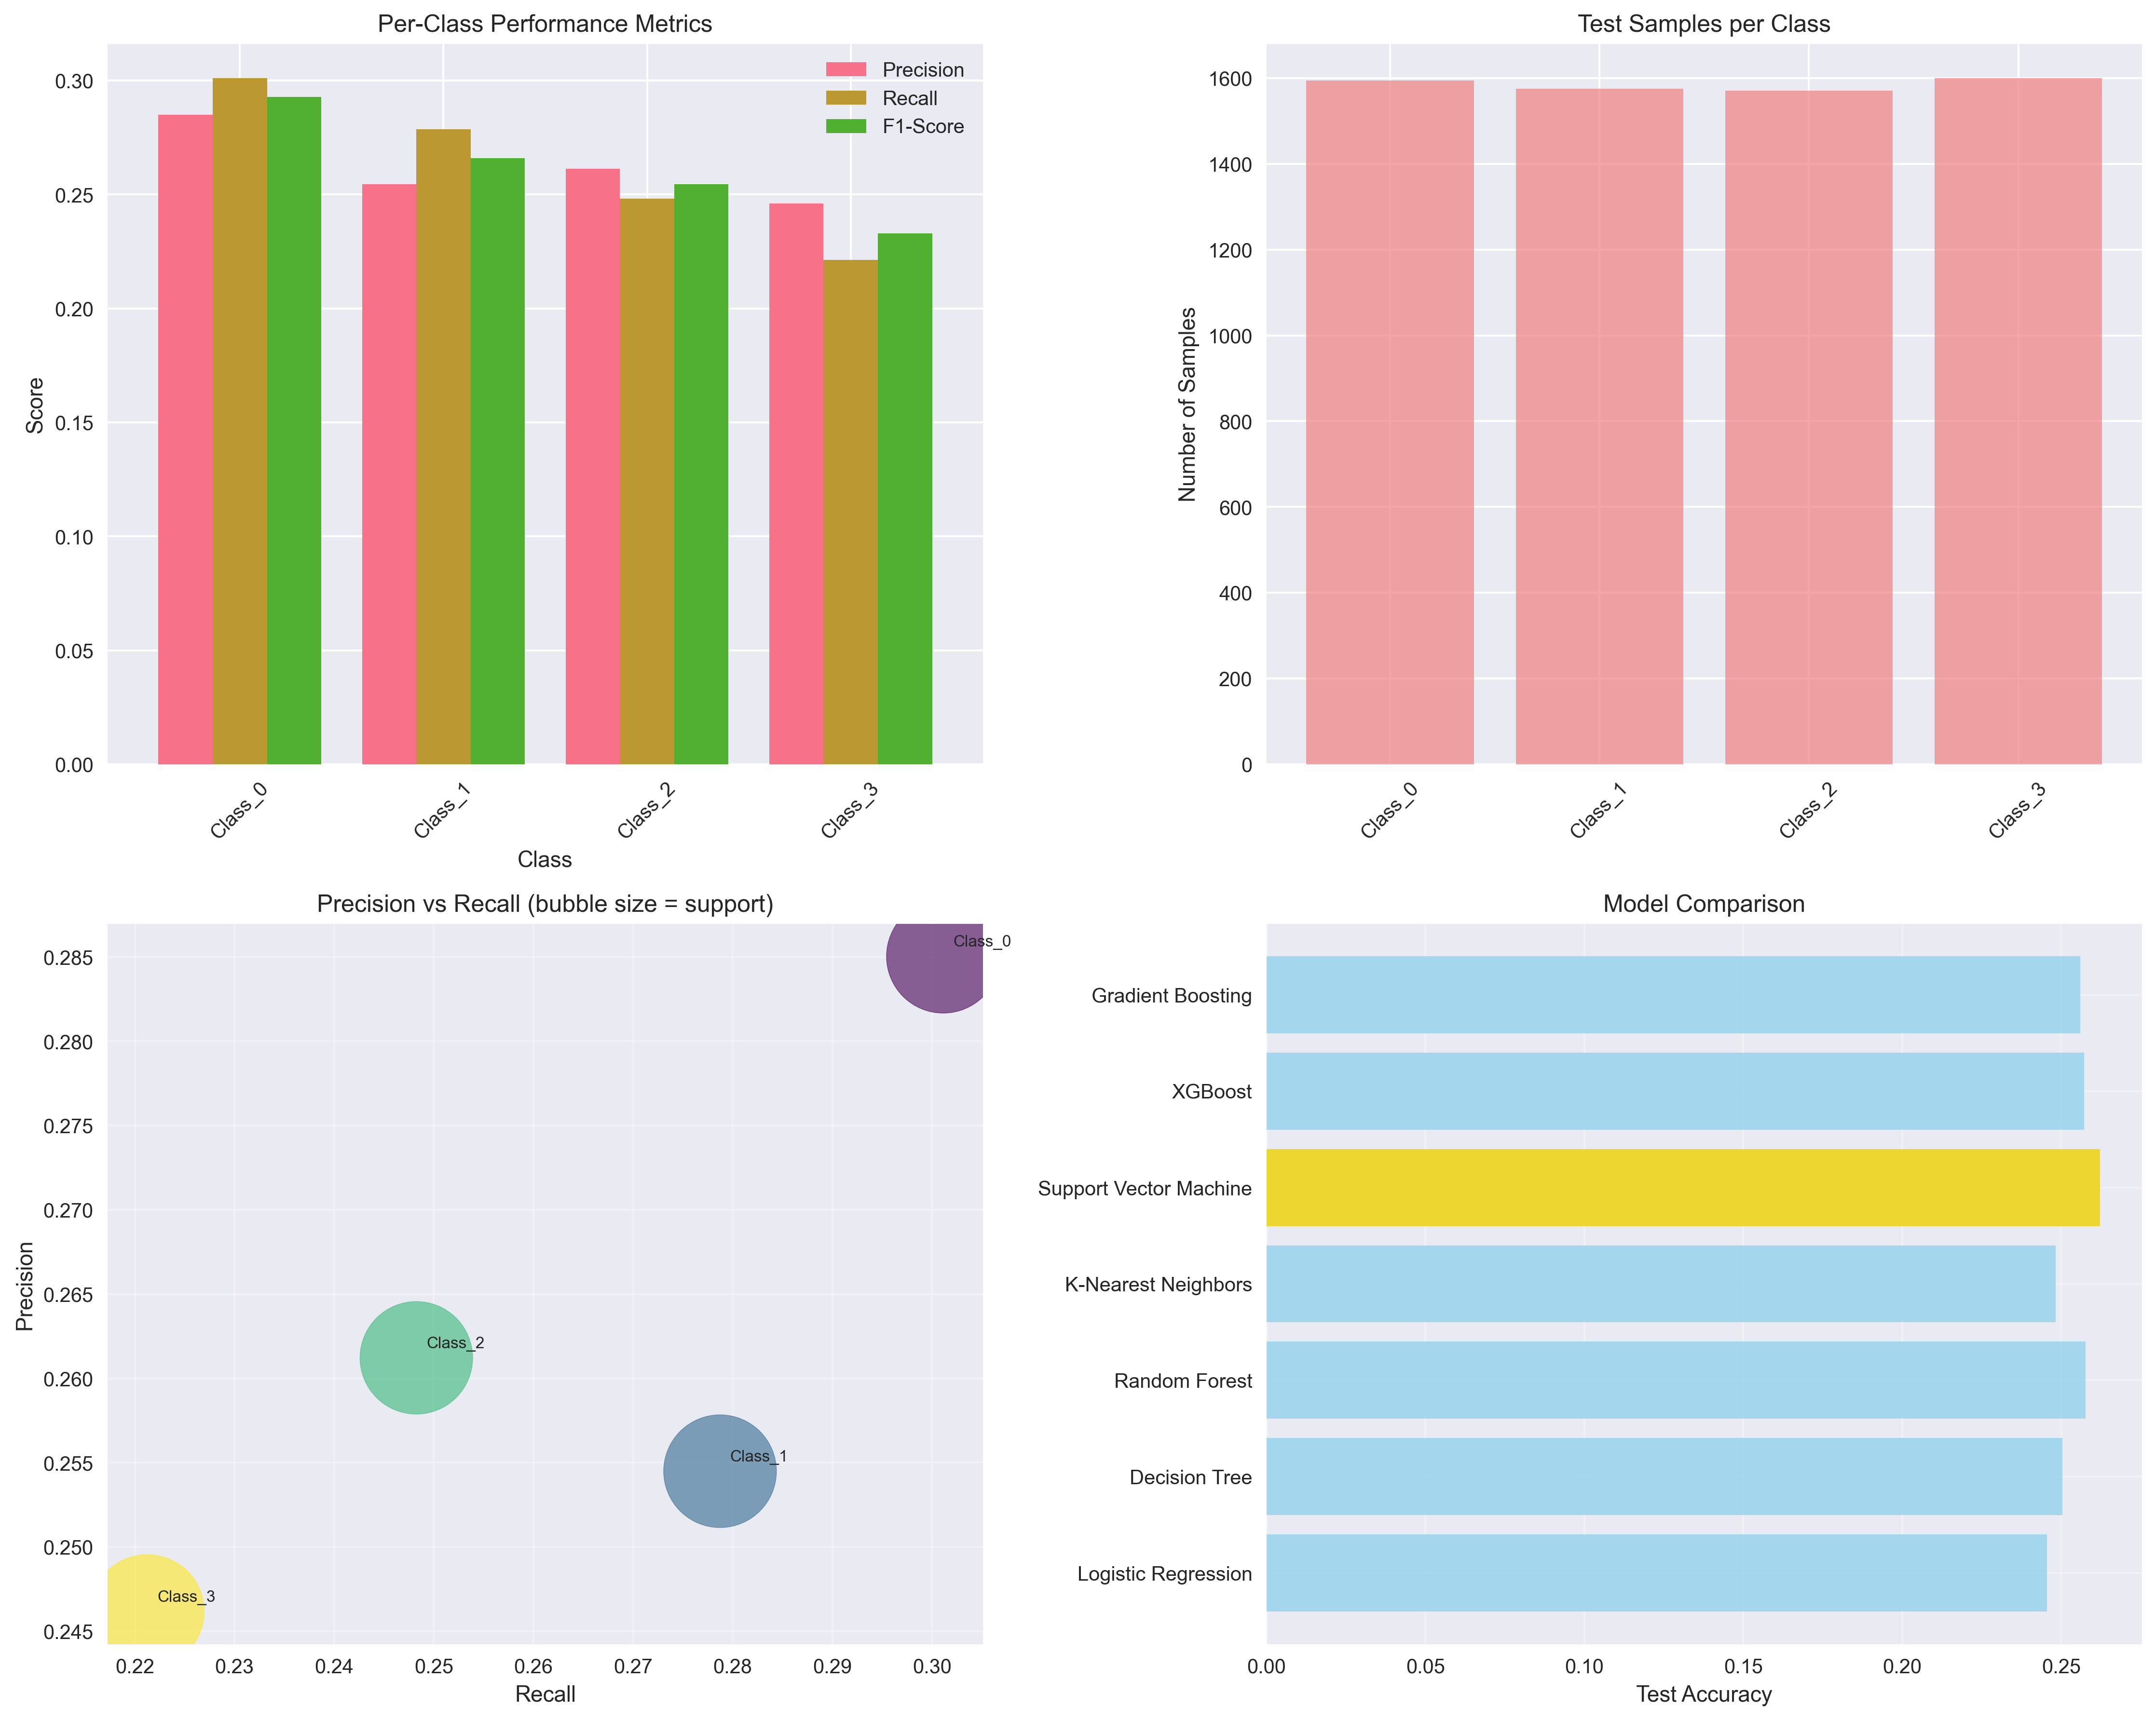 Per-Class Performance Metrics
Precision
Recall
F1-Score
Score
0.30
0.25
0.20
0.15
0.10
0.05
0.00
Class_0
Class_1
Class_2
Class_3
Class
Test Samples per Class
Number of Samples
1600
1400
1200
1000
800
600
400
200
0
Class_0
Class_1
Class_2
Class_3
Precision vs Recall (bubble size = support)
Precision
0.285
0.280
0.275
0.270
0.265
0.260
0.255
0.250
0.245
Class_0
Class_2
Class_1
Class_3
0.22 0.23 0.24 0.25 0.26 0.27 0.28 0.29 0.30
Recall
Model Comparison
Gradient Boosting
XGBoost
Support Vector Machine
K-Nearest Neighbors
Random Forest
Decision Tree
Logistic Regression
0.00 0.05 0.10 0.15 0.20 0.25
Test Accuracy